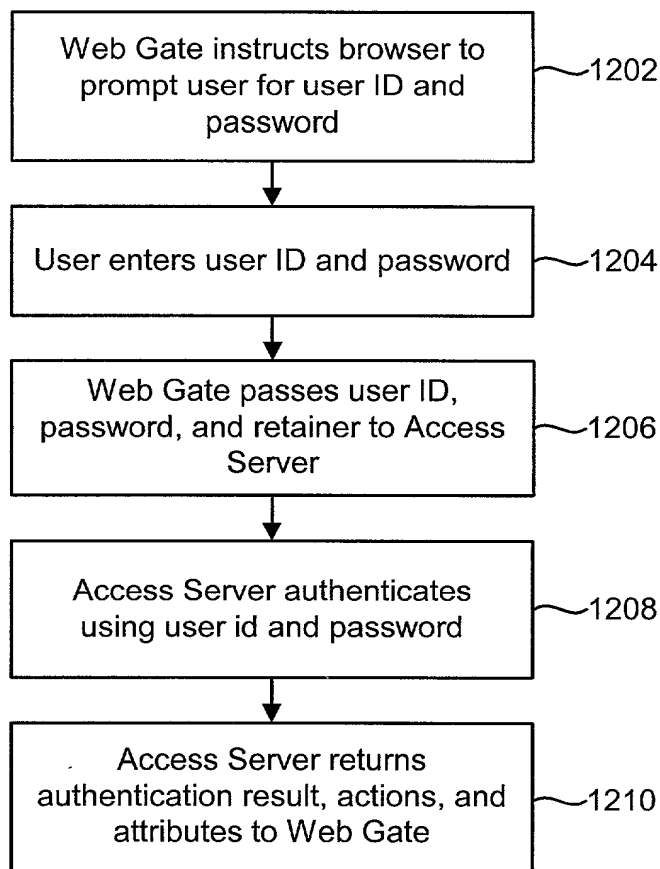 Web Gate instructs browser to
prompt user for user ID and
password
1202
User enters user ID and password
1204
Web Gate passes user ID,
password, and retainer to Access
Server
1206
Access Server authenticates
using user id and password
1208
Access Server returns
authentication result, actions, and
attributes to Web Gate
1210